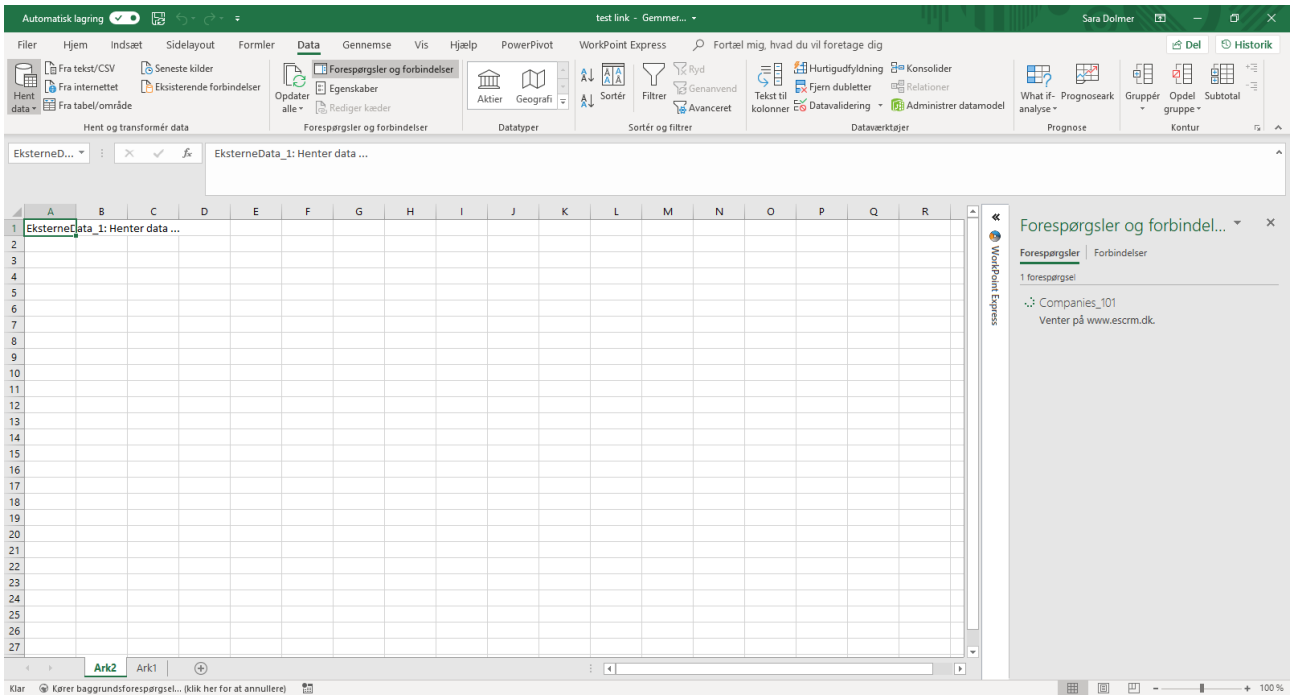 Automatisk lagring
test link - Gemmer...
Sara Dolmer
Filer Hjem Indsæt Sidelayout Formler Data Gennemse Vis Hjælp PowerPivot WorkPoint Express Fortæl mig, hvad du vil foretage dig Del Historik
Hent data
Fra tekst/CSV
Fra internettet
Fra tabel/område
Seneste kilder
Eksisterende forbindelser
Hent og transformér data
Opdater alle
Forespørgsler og forbindelser
Egenskaber
Rediger kæder
Forespørgsler og forbindelser
Aktier Geografi
Datatyper
Sortér
Filtrer
Ryd
Genanvend
Avanceret
Sortér og filtrer
Tekst til kolonner
Hurtigudfyldning
Fjern dubletter
Datavalidering
Konsolider
Relationer
Administrer datamodel
Dataværktøjer
What if-analyse
Prognoseark
Prognose
Gruppér
Opdel gruppe
Subtotal
Kontur
EksterneD...
fx
EksterneData_1: Henter data ...
A B C D E F G H I J K L M N O P Q R
1 EksterneData_1: Henter data ...
2
3
4
5
6
7
8
9
10
11
12
13
14
15
16
17
18
19
20
21
22
23
24
25
26
27
WorkPoint Express
Forespørgsler og forbindel...
Forespørgsler Forbindelser
1 forespørgsel
Companies_101
Venter på www.escrm.dk.
Ark2 Ark1
Klar Kører baggrundsforespørgsel... (klik her for at annullere)
100 %